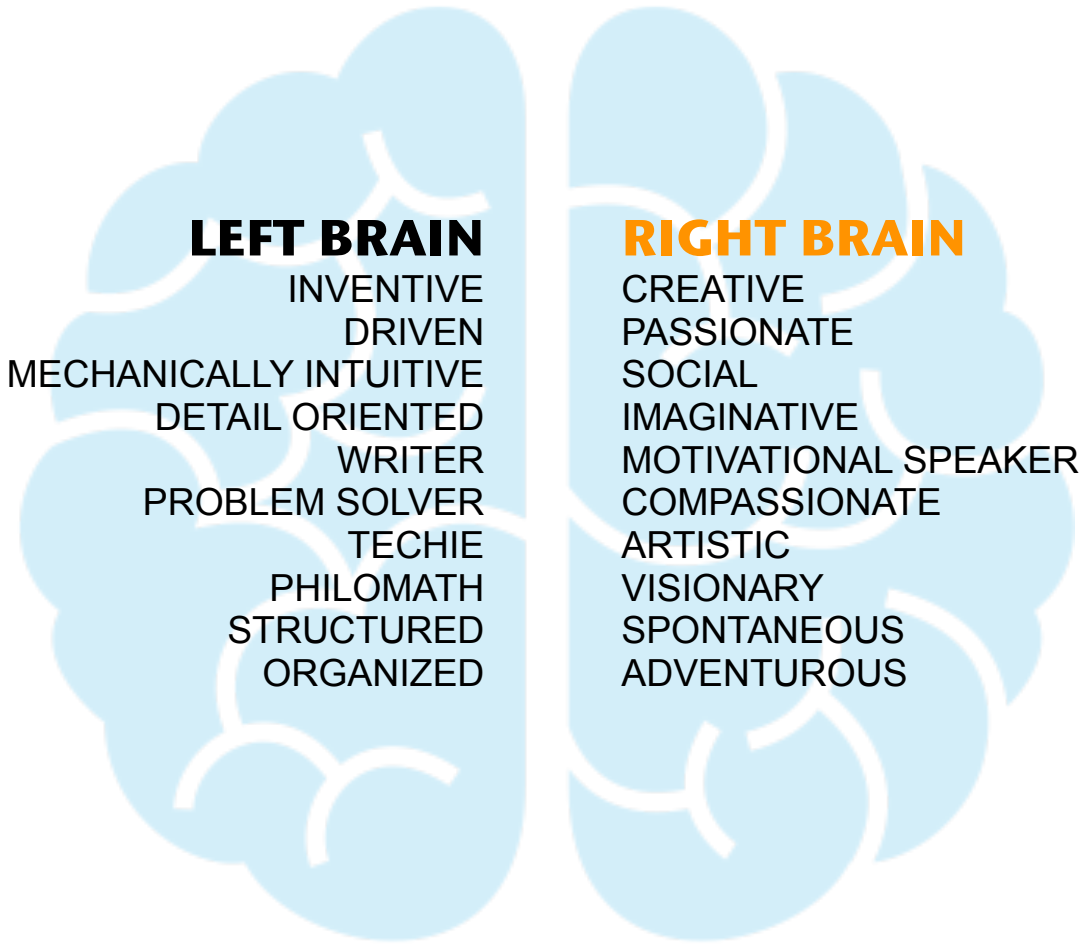 LEFT BRAIN
INVENTIVE
DRIVEN
MECHANICALLY INTUITIVE
DETAIL ORIENTED
WRITER
PROBLEM SOLVER
TECHIE
PHILOMATH
STRUCTURED
ORGANIZED
RIGHT BRAIN
CREATIVE
PASSIONATE
SOCIAL
IMAGINATIVE
MOTIVATIONAL SPEAKER
COMPASSIONATE
ARTISTIC
VISIONARY
SPONTANEOUS
ADVENTUROUS